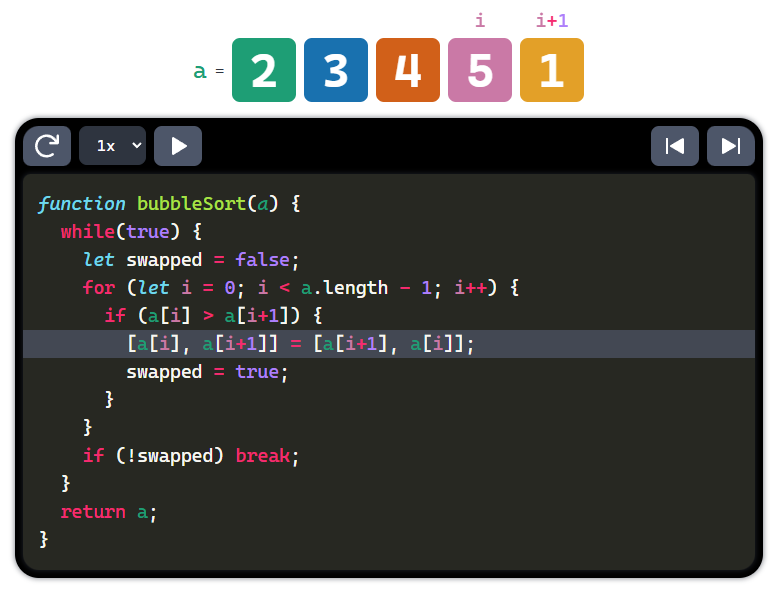 i i+1
a = 2 3 4 5 1
1x
function bubbleSort(a) {
  while(true) {
    let swapped = false;
    for (let i = 0; i < a.length - 1; i++) {
      if (a[i] > a[i+1]) {
        [a[i], a[i+1]] = [a[i+1], a[i]];
        swapped = true;
      }
    }
    if (!swapped) break;
  }
  return a;
}